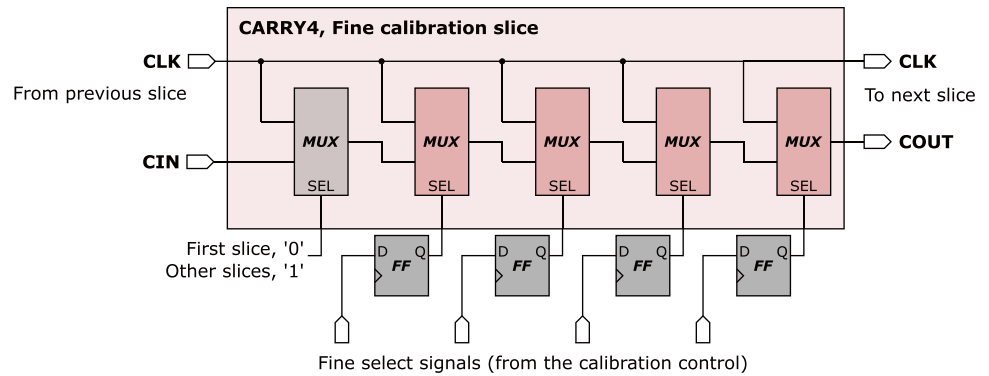 CARRY4, Fine calibration slice
CLK
CLK
From previous slice
To next slice
MUX
MUX
MUX
MUX
MUX
COUT
CIN
SEL
SEL
SEL
SEL
SEL
First slice, '0'
Other slices, '1'
D Q
FF
D Q
FF
D Q
FF
D Q
FF
Fine select signals (from the calibration control)